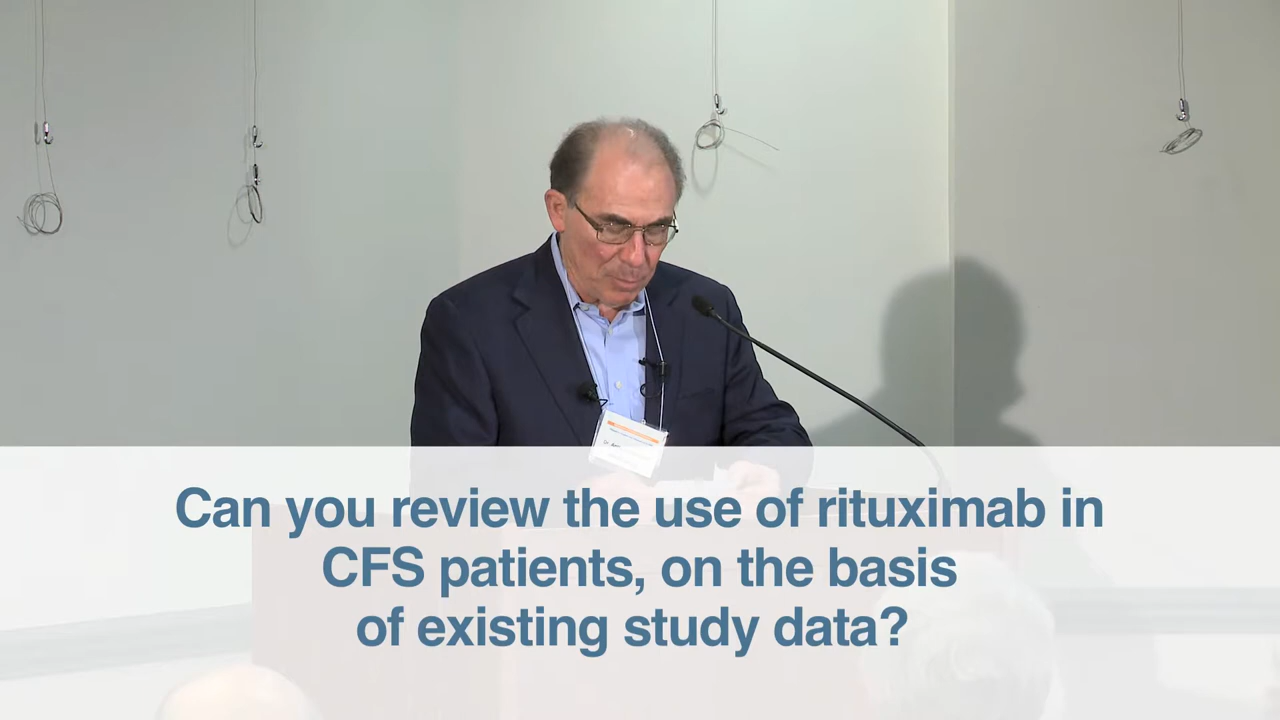 Can you review the use of rituximab in
CFS patients, on the basis
of existing study data?